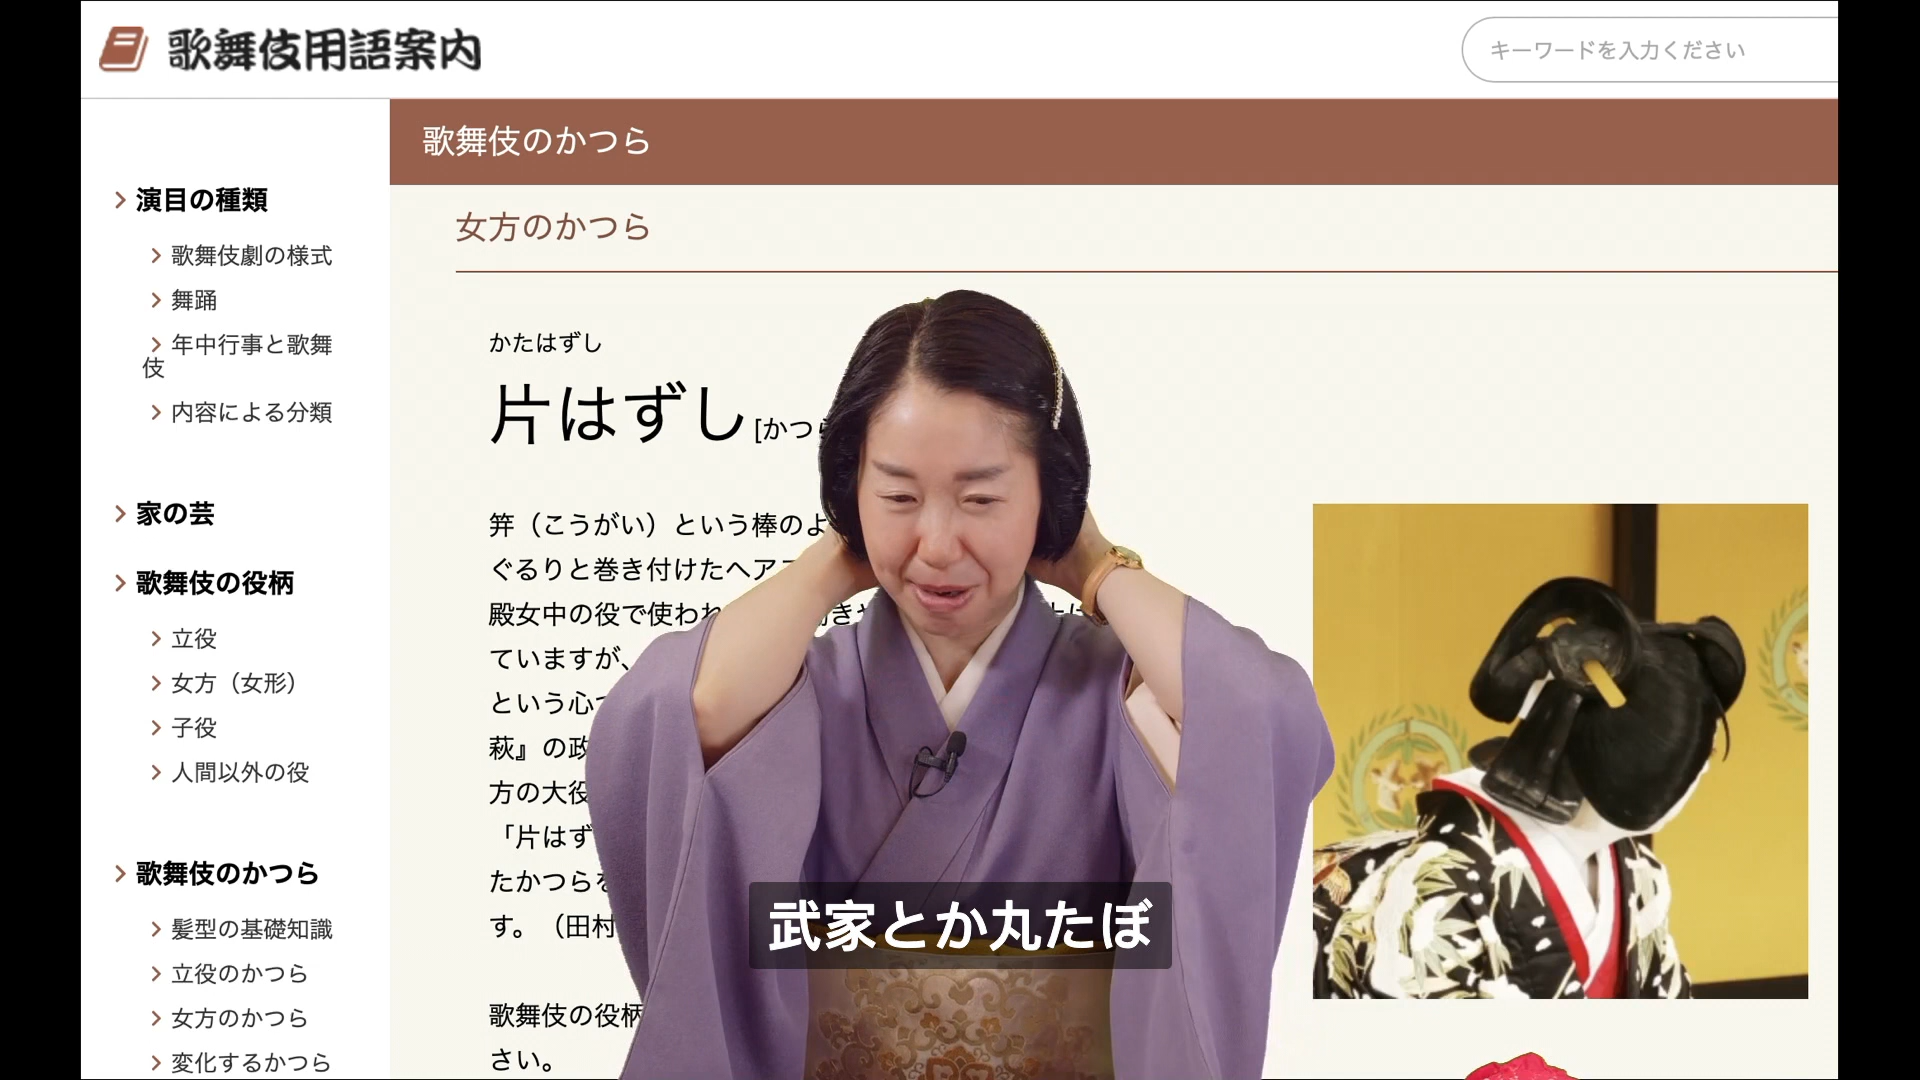 歌舞伎用語案内
キーワードを入力ください
演目の種類
歌舞伎劇の様式
舞踊
年中行事と歌舞
伎
内容による分類
家の芸
歌舞伎の役柄
立役
女方（女形）
子役
人間以外の役
歌舞伎のかつら
髪型の基礎知識
立役のかつら
女方のかつら
変化するかつら
歌舞伎のかつら
女方のかつら
かたはずし
片はずし [かつら
笄（こうがい）という棒のよ
ぐるりと巻き付けたヘア
殿女中の役で使われ
ていますが、
という心
萩』の政
方の大役
「片はず
たかつらを
す。（田村
歌舞伎の役柄
さい。
武家とか丸たぼ